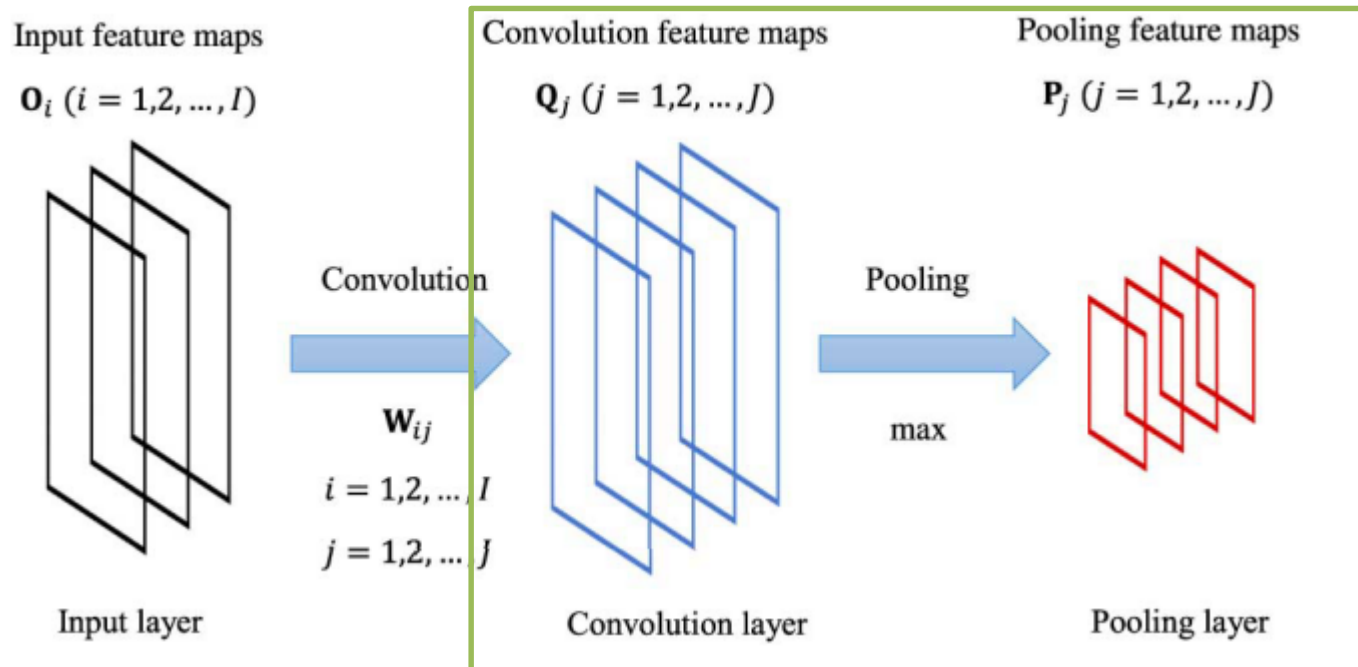 Input feature maps
Convolution feature maps
Pooling feature maps
O_i (i = 1,2, ..., I)
Q_j (j = 1,2, ..., J)
P_j (j = 1,2, ..., J)
Convolution
Pooling
W_ij
max
i = 1,2, ..., I
j = 1,2, ..., J
Input layer
Convolution layer
Pooling layer